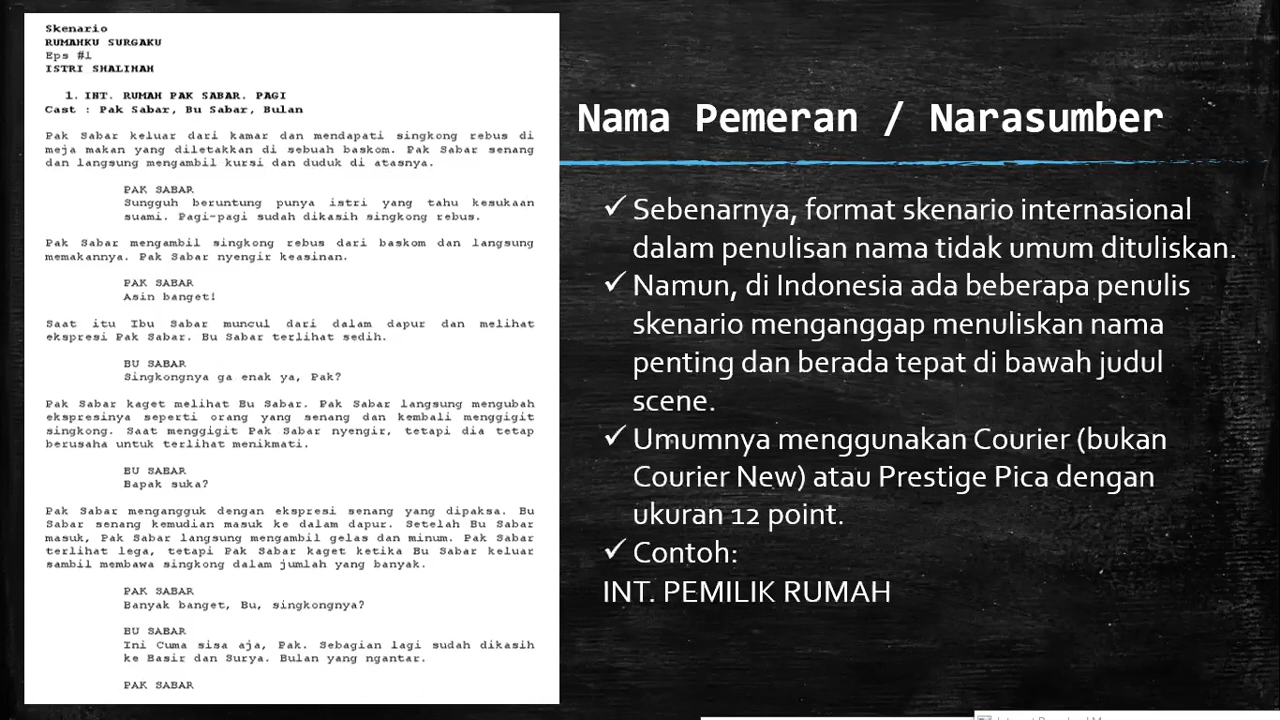 Skenario
RUMAHKU SURGAKU
Eps #1
ISTRI SHALIHAH
1. INT. RUMAH PAK SABAR. PAGI
Cast : Pak Sabar, Bu Sabar, Bulan
Pak Sabar keluar dari kamar dan mendapati singkong rebus di
meja makan yang diletakkan di sebuah baskom. Pak Sabar senang
dan langsung mengambil kursi dan duduk di atasnya.
PAK SABAR
Sungguh beruntung punya istri yang tahu kesukaan
suami. Pagi-pagi sudah dikasih singkong rebus.
Pak Sabar mengambil singkong rebus dari baskom dan langsung
memakannya. Pak Sabar nyengir keasinan.
PAK SABAR
Asin banget!
Saat itu Ibu Sabar muncul dari dalam dapur dan melihat
ekspresi Pak Sabar. Bu Sabar terlihat sedih.
BU SABAR
Singkongnya ga enak ya, Pak?
Pak Sabar kaget melihat Bu Sabar. Pak Sabar langsung mengubah
ekspresinya seperti orang yang senang dan kembali menggigit
singkong. Saat menggigit Pak Sabar nyengir, tetapi dia tetap
berusaha untuk terlihat menikmati.
BU SABAR
Bapak suka?
Pak Sabar mengangguk dengan ekspresi senang yang dipaksa. Bu
Sabar senang kemudian masuk ke dalam dapur. Setelah Bu Sabar
masuk, Pak Sabar langsung mengambil gelas dan minum. Pak Sabar
terlihat lega, tetapi Pak Sabar kaget ketika Bu Sabar keluar
sambil membawa singkong dalam jumlah yang banyak.
PAK SABAR
Banyak banget, Bu, singkongnya?
BU SABAR
Ini Cuma sisa aja, Pak. Sebagian lagi sudah dikasih
ke Basir dan Surya. Bulan yang ngantar.
PAK SABAR
Nama Pemeran / Narasumber
✓ Sebenarnya, format skenario internasional
dalam penulisan nama tidak umum dituliskan.
✓ Namun, di Indonesia ada beberapa penulis
skenario menganggap menuliskan nama
penting dan berada tepat di bawah judul
scene.
✓ Umumnya menggunakan Courier (bukan
Courier New) atau Prestige Pica dengan
ukuran 12 point.
✓ Contoh:
INT. PEMILIK RUMAH